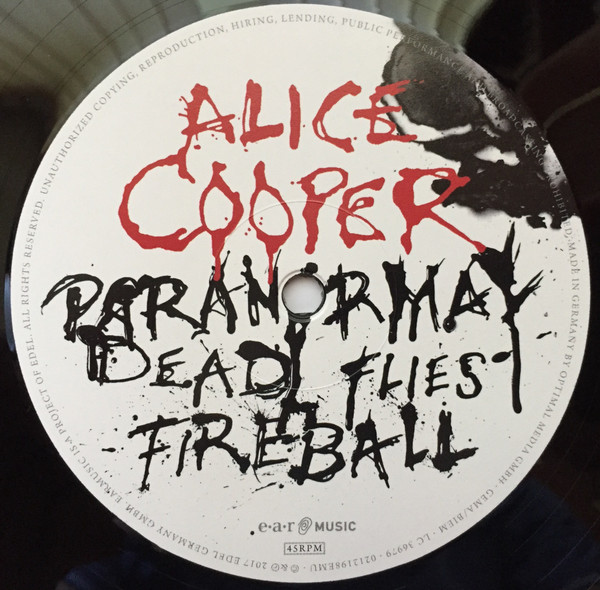 ALICE
COOPER
PARANORMAL
DEAD FLIES
FIREBALL
e·a·r MUSIC
45RPM
© & ℗ 2017 EDEL GERMANY GMBH. EARMUSIC IS A PROJECT OF EDEL. ALL RIGHTS RESERVED. UNAUTHORIZED COPYING, REPRODUCTION, HIRING, LENDING, PUBLIC PERFORMANCE MADE IN GERMANY BY OPTIMAL MEDIA GMBH · GEMA/BIEM · LC 36979 · 0212198EMU ·